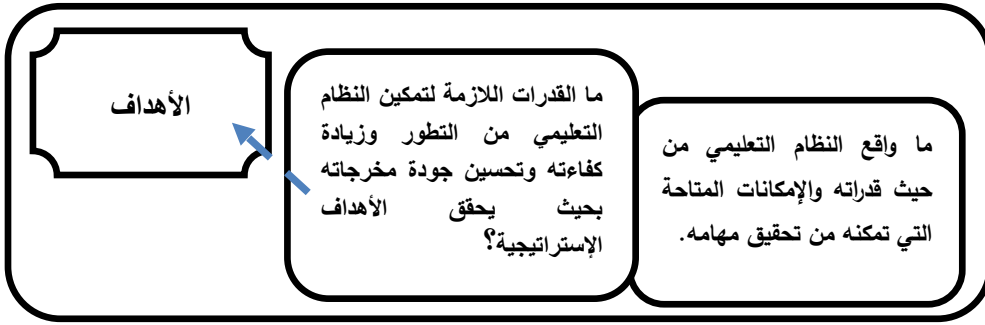 ما واقع النظام التعليمي من
حيث قدراته والإمكانات المتاحة
التي تمكنه من تحقيق مهامه.
ما القدرات اللازمة لتمكين النظام
التعليمي من التطور وزيادة
كفاءته وتحسين جودة مخرجاته
بحيث يحقق الأهداف
الإستراتيجية؟
الأهداف